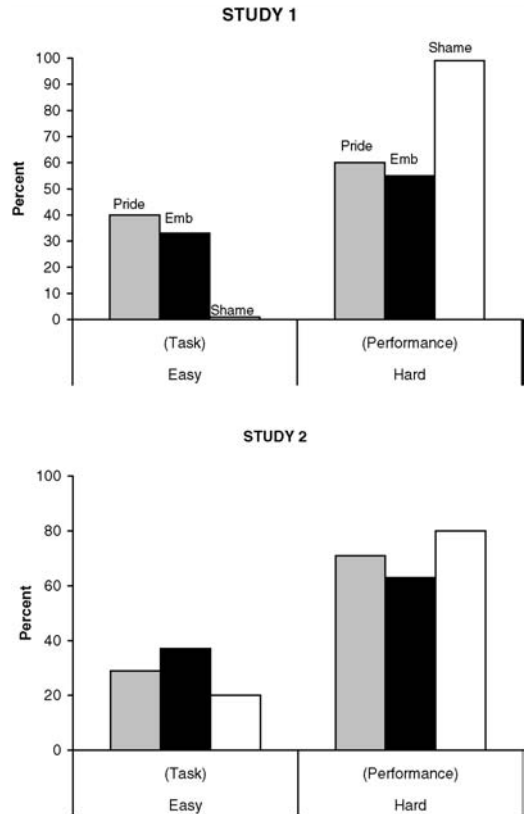 STUDY 1
Percent
100
90
80
70
60
50
40
30
20
10
0
Pride
Emb
Shame
Pride
Emb
Shame
(Task)
(Performance)
Easy
Hard
STUDY 2
Percent
100
80
60
40
20
0
(Task)
(Performance)
Easy
Hard